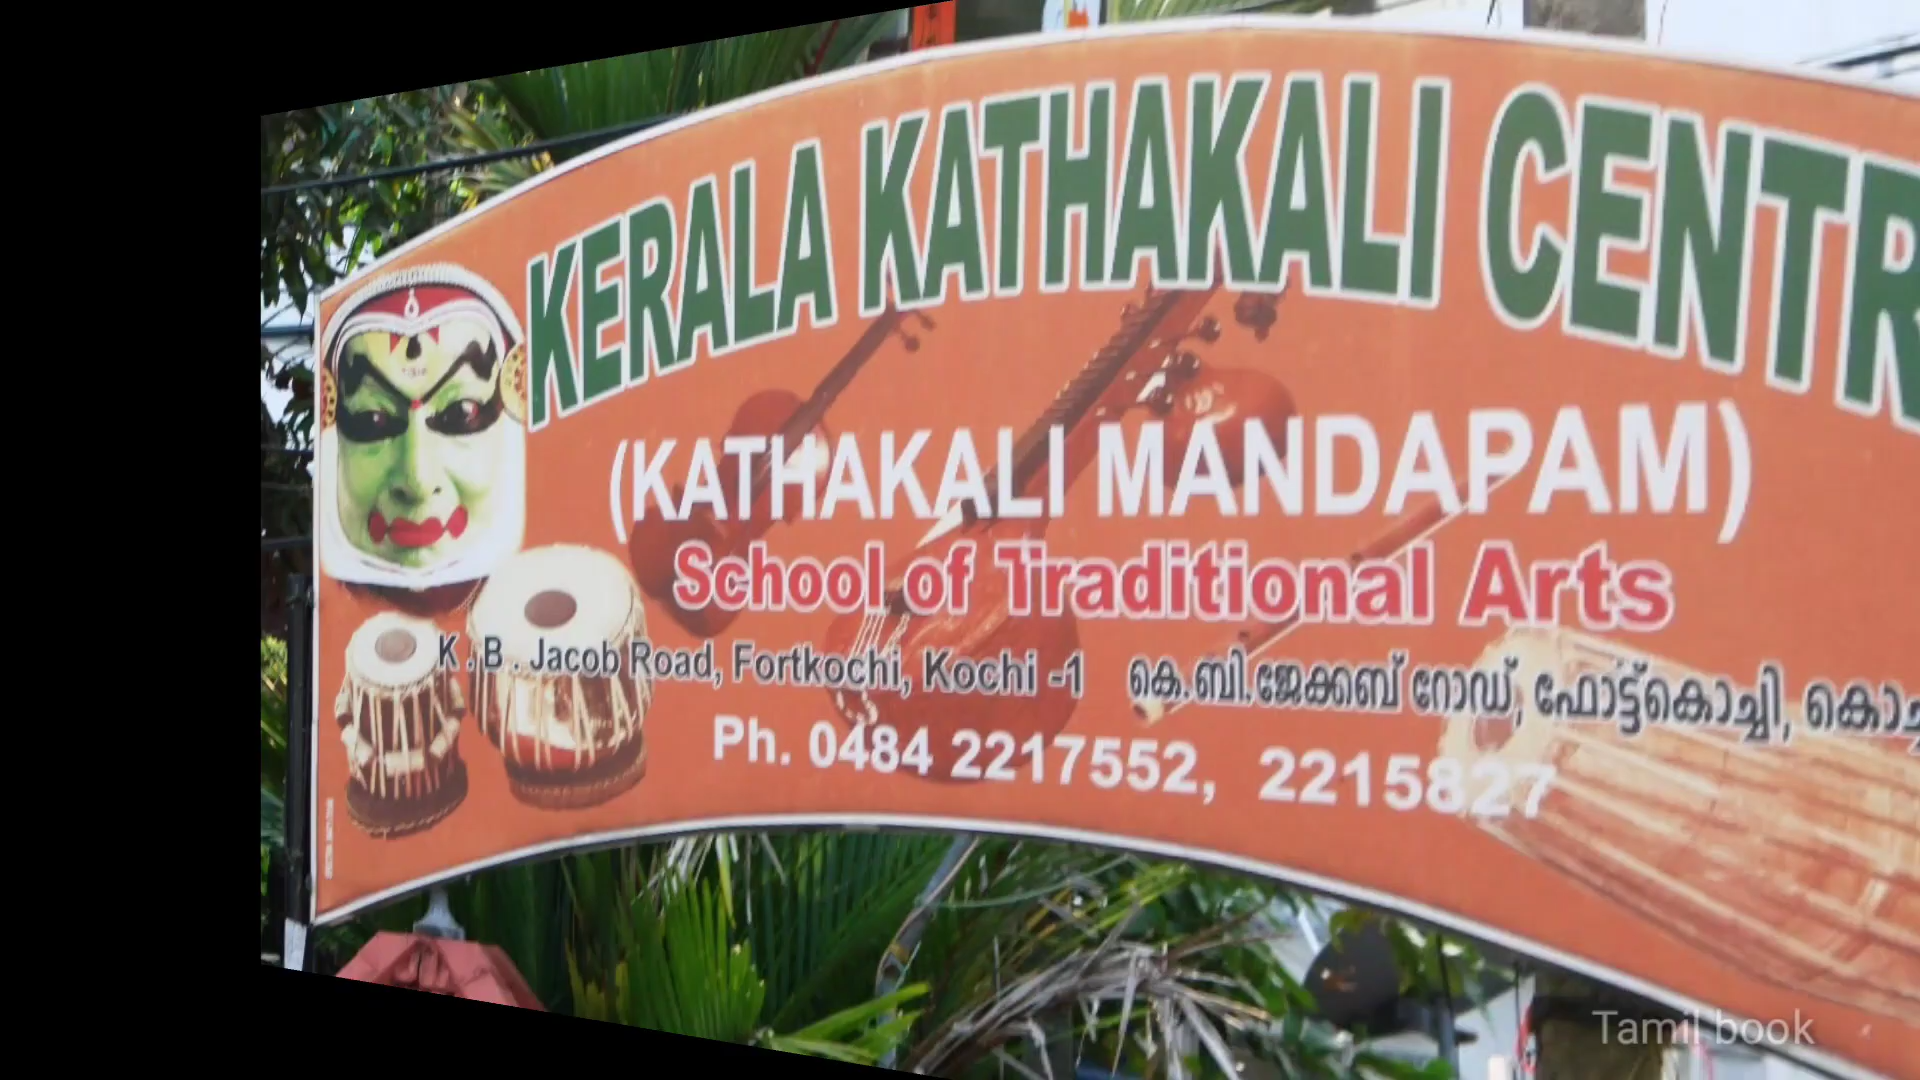 KERALA KATHAKALI CENTR
(KATHAKALI MANDAPAM)
School of Traditional Arts
K . B . Jacob Road, Fortkochi, Kochi -1 കെ.ബി.ജേക്കബ് റോഡ്, ഫോട്ട്കൊച്ചി,
Ph. 0484 2217552, 2215827
Tamil book